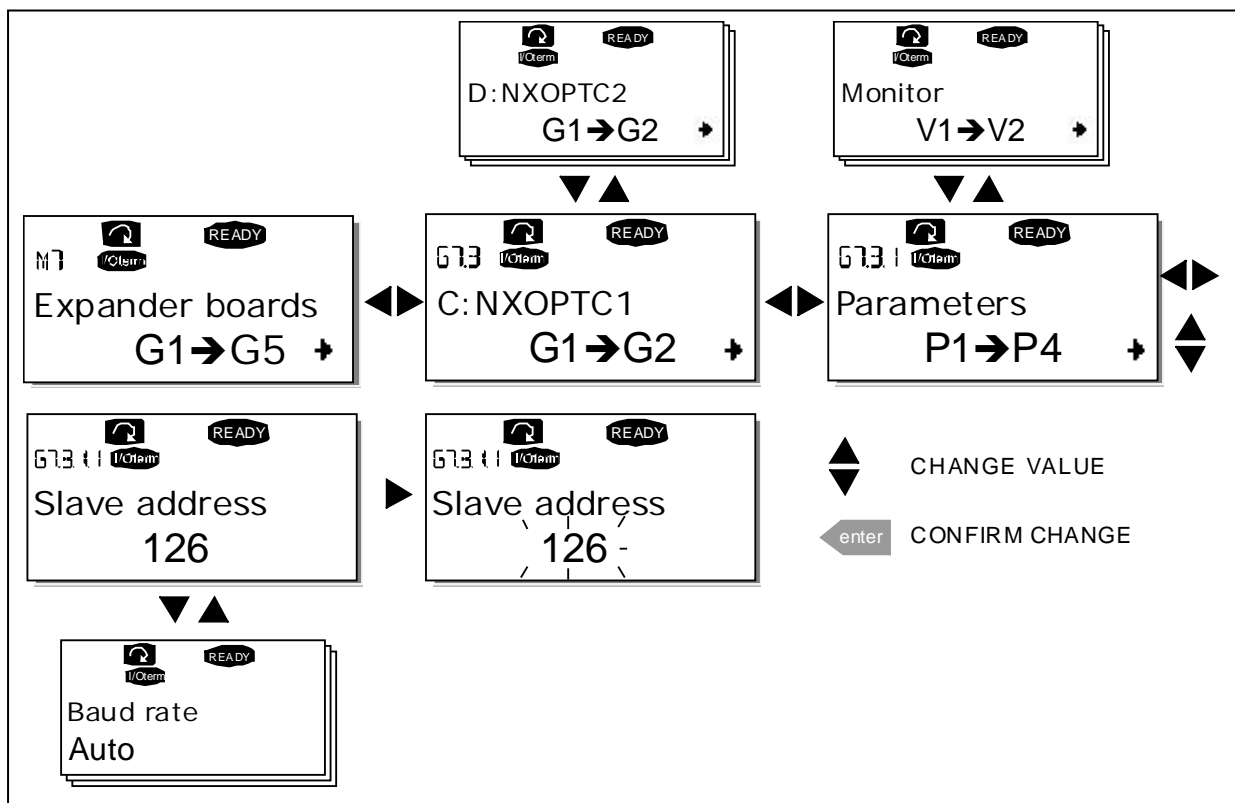 READY
I/Oterm
D:NXOPTC2
G1➔G2
READY
I/Oterm
Monitor
V1➔V2
READY
M7 I/Oterm
Expander boards
G1➔G5
READY
G7.3 I/Oterm
C:NXOPTC1
G1➔G2
READY
G7.3.1 I/Oterm
Parameters
P1➔P4
READY
G7.3.1.1 I/Oterm
Slave address
126
READY
G7.3.1.1 I/Oterm
Slave address
126
CHANGE VALUE
enter CONFIRM CHANGE
READY
I/Oterm
Baud rate
Auto